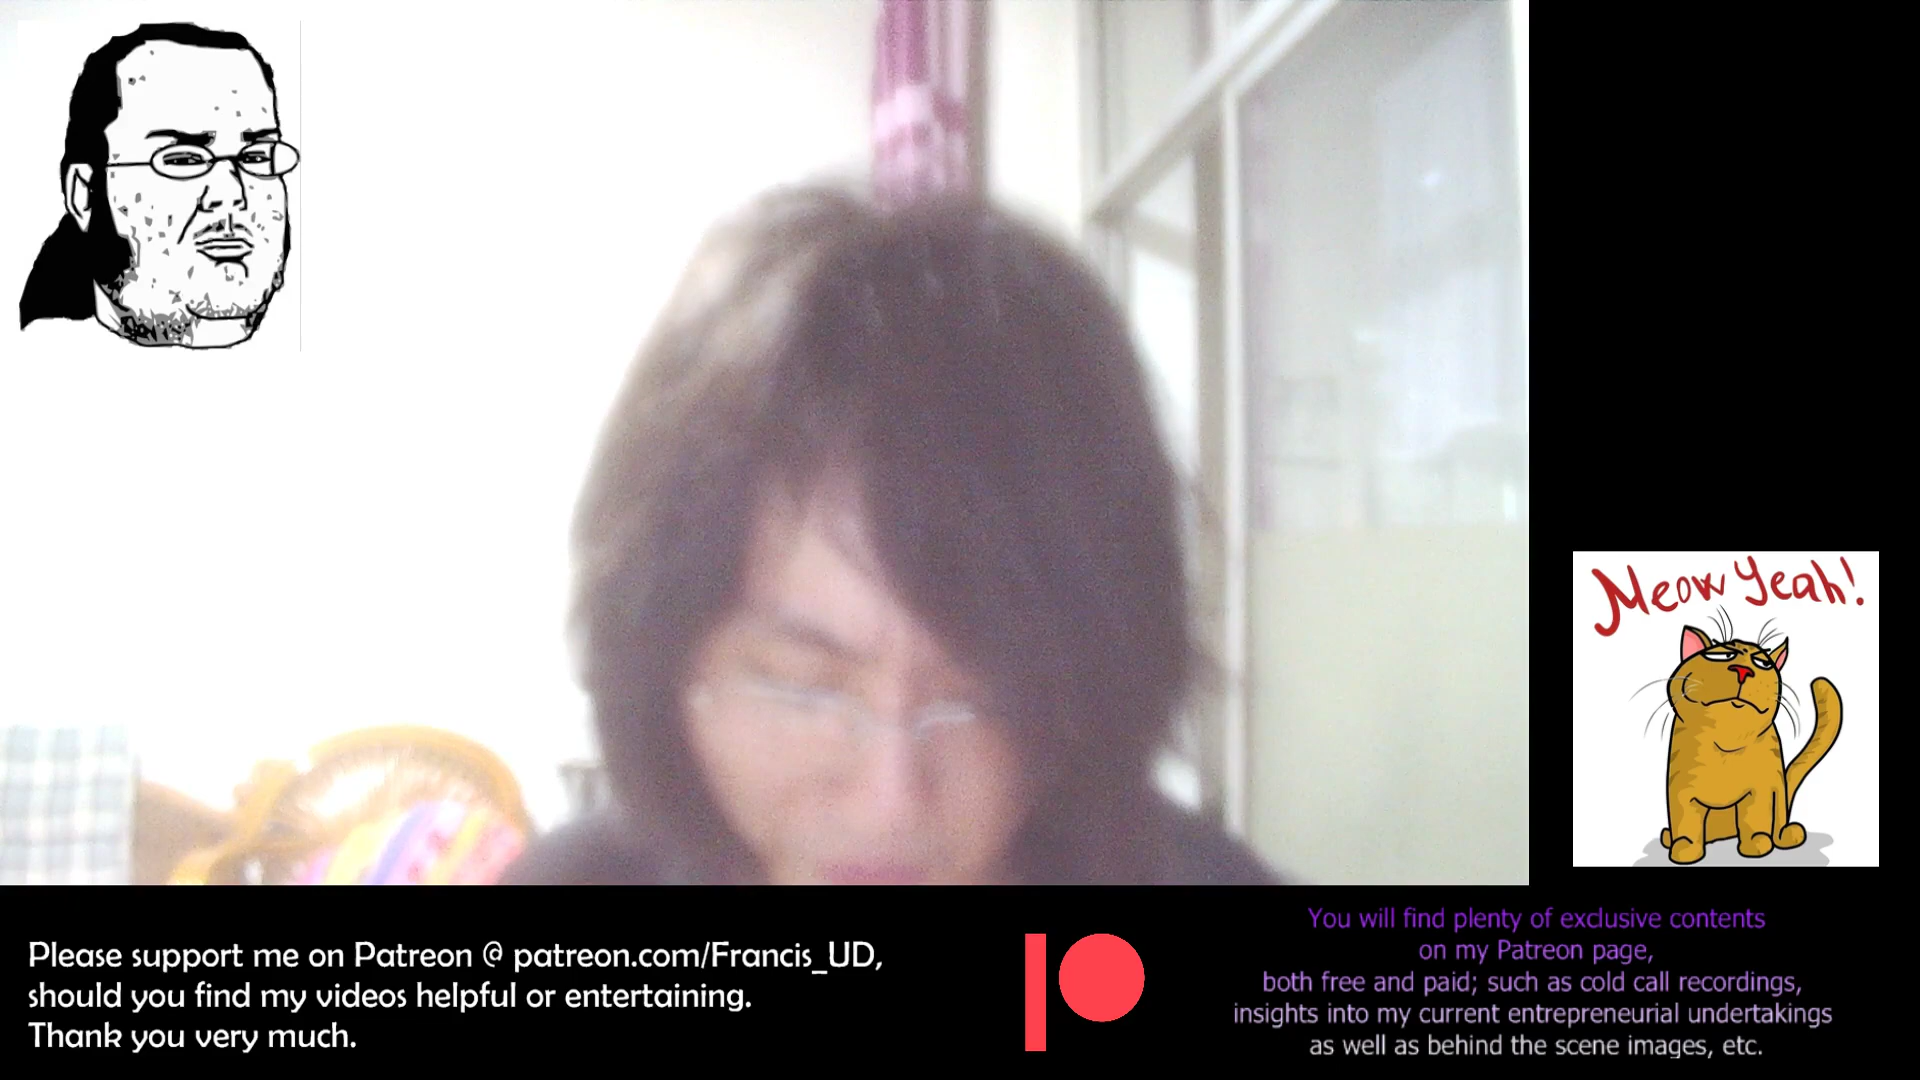 Meow Yeah!
Please support me on Patreon @ patreon.com/Francis_UD,
should you find my videos helpful or entertaining.
Thank you very much.
You will find plenty of exclusive contents
on my Patreon page,
both free and paid; such as cold call recordings,
insights into my current entrepreneurial undertakings
as well as behind the scene images, etc.